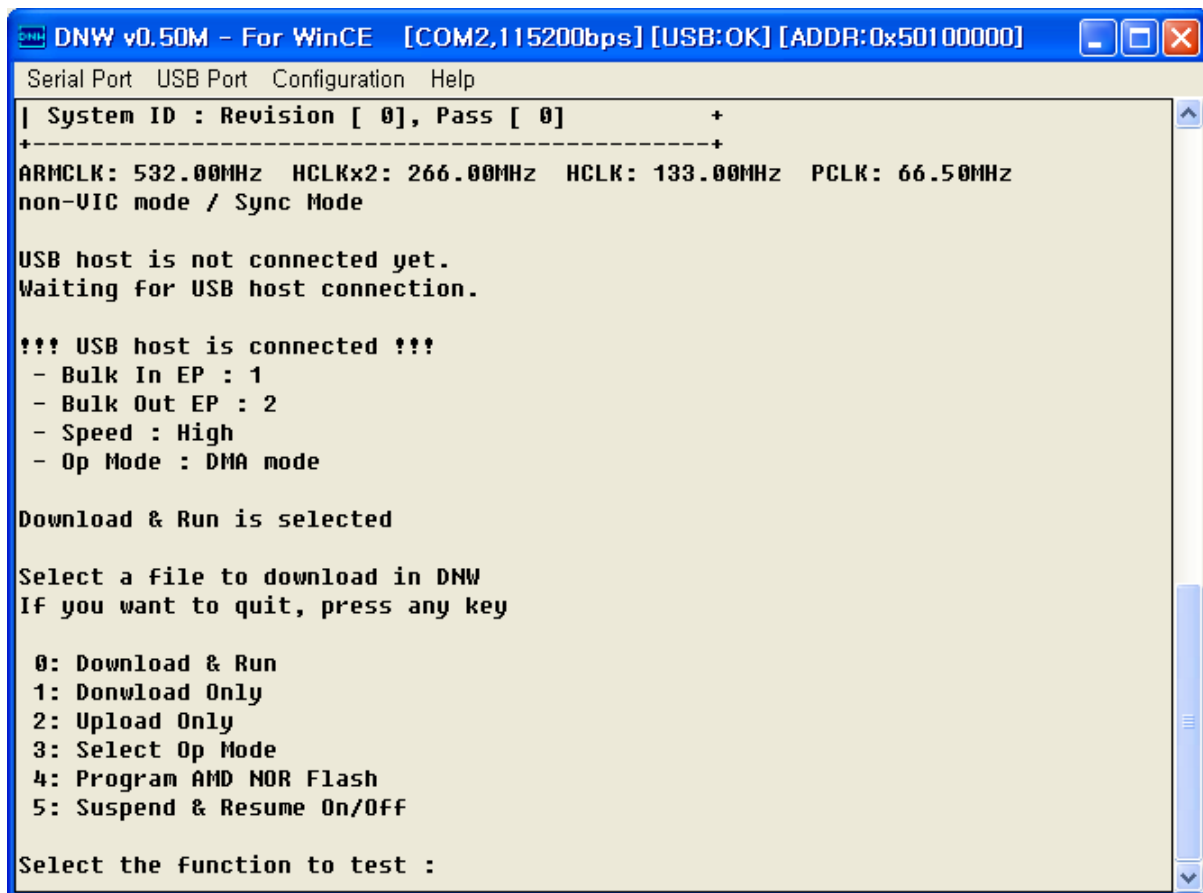 DNW v0.50M - For WinCE [COM2,115200bps] [USB:OK] [ADDR:0x50100000]
Serial Port USB Port Configuration Help
| System ID : Revision [ 0], Pass [ 0] +
+-----------------------------------------------+
ARMCLK: 532.00MHz HCLKx2: 266.00MHz HCLK: 133.00MHz PCLK: 66.50MHz
non-VIC mode / Sync Mode
USB host is not connected yet.
Waiting for USB host connection.
!!! USB host is connected !!!
- Bulk In EP : 1
- Bulk Out EP : 2
- Speed : High
- Op Mode : DMA mode
Download & Run is selected
Select a file to download in DNW
If you want to quit, press any key
0: Download & Run
1: Donwload Only
2: Upload Only
3: Select Op Mode
4: Program AMD NOR Flash
5: Suspend & Resume On/Off
Select the function to test :